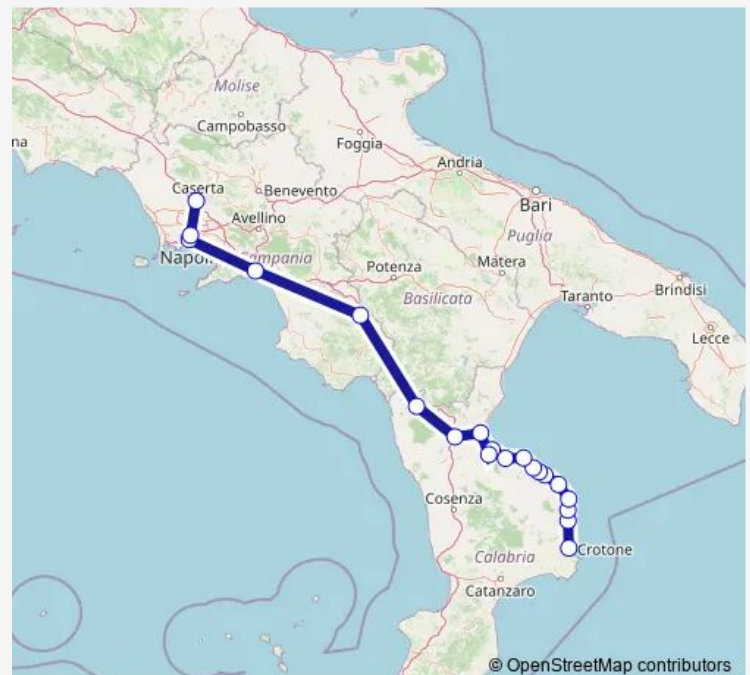 Molise
Campobasso
Foggia
na
Andria
Caserta
Benevento
Bari
Avellino
Puglia
Napoli
Campania
Potenza
Matera
Brindisi
Basilicata
Taranto
Lecce
Cosenza
Crotone
Calabria
Catanzaro
© OpenStreetMap contributors